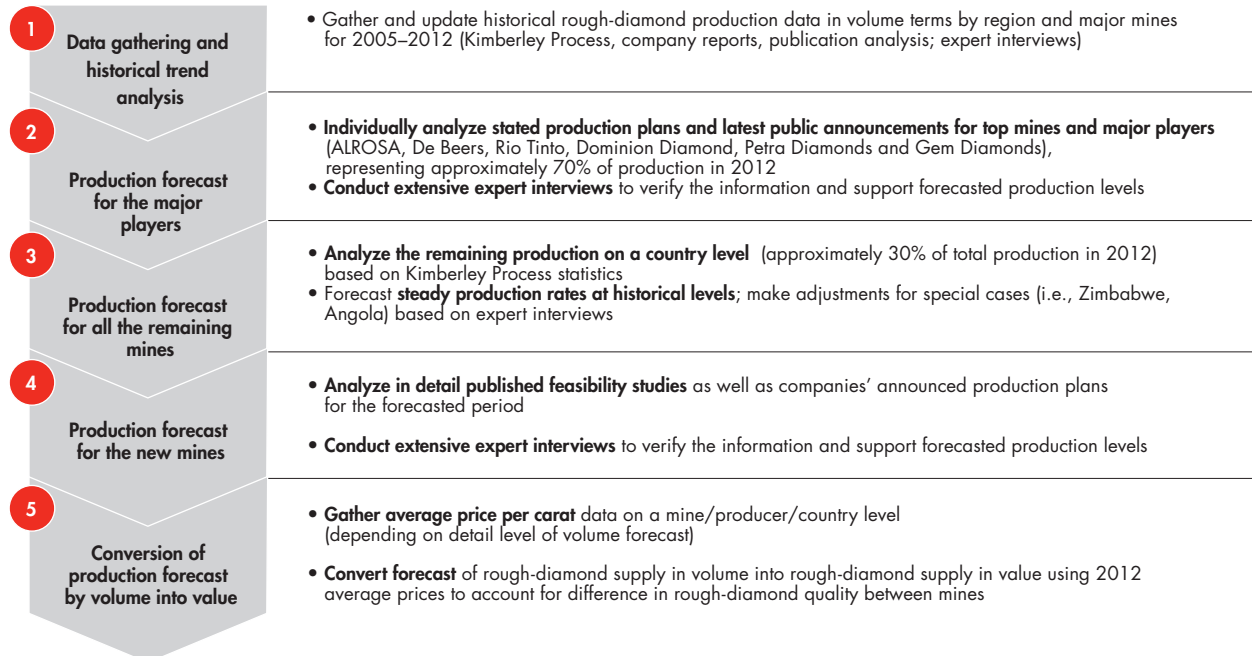 1
Data gathering and
historical trend
analysis
• Gather and update historical rough-diamond production data in volume terms by region and major mines
for 2005–2012 (Kimberley Process, company reports, publication analysis; expert interviews)
2
Production forecast
for the major
players
• Individually analyze stated production plans and latest public announcements for top mines and major players
(ALROSA, De Beers, Rio Tinto, Dominion Diamond, Petra Diamonds and Gem Diamonds),
representing approximately 70% of production in 2012
• Conduct extensive expert interviews to verify the information and support forecasted production levels
3
Production forecast
for all the remaining
mines
• Analyze the remaining production on a country level (approximately 30% of total production in 2012)
based on Kimberley Process statistics
• Forecast steady production rates at historical levels; make adjustments for special cases (i.e., Zimbabwe,
Angola) based on expert interviews
4
Production forecast
for the new mines
• Analyze in detail published feasibility studies as well as companies’ announced production plans
for the forecasted period
• Conduct extensive expert interviews to verify the information and support forecasted production levels
5
Conversion of
production forecast
by volume into value
• Gather average price per carat data on a mine/producer/country level
(depending on detail level of volume forecast)
• Convert forecast of rough-diamond supply in volume into rough-diamond supply in value using 2012
average prices to account for difference in rough-diamond quality between mines